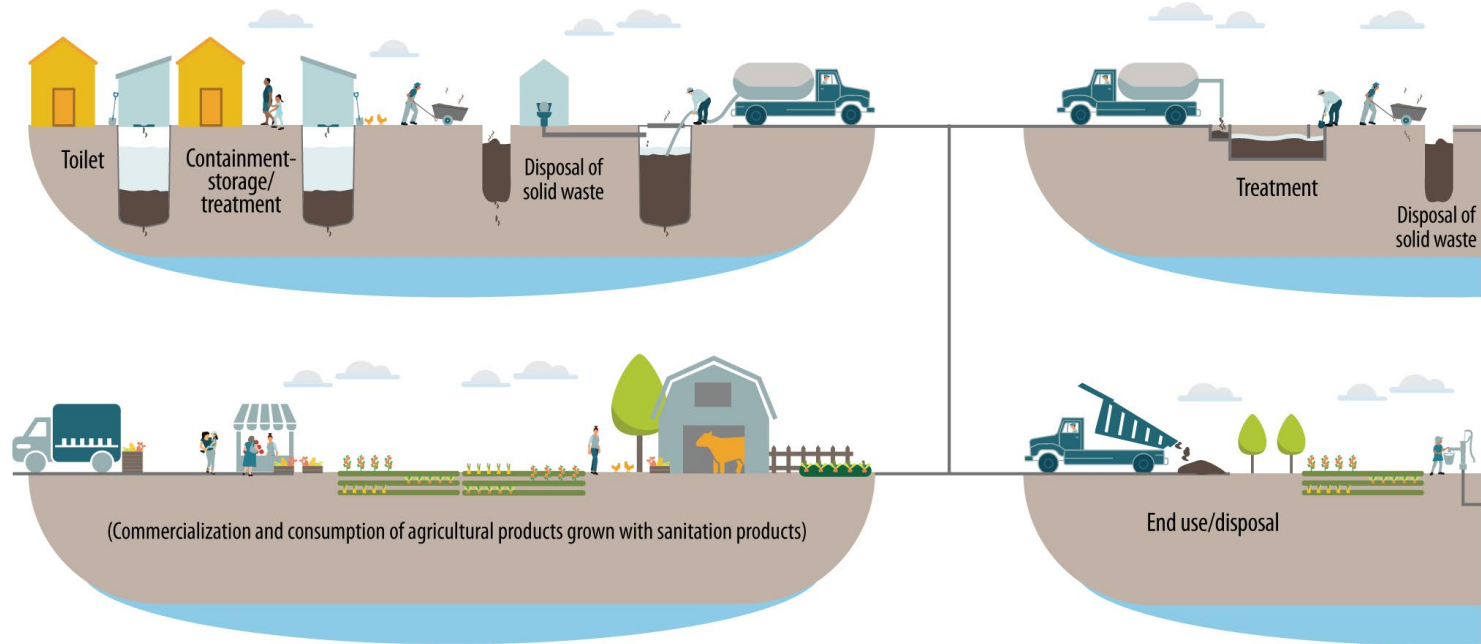 Toilet
Containment-
storage/
treatment
Disposal of
solid waste
Treatment
Disposal of
solid waste
(Commercialization and consumption of agricultural products grown with sanitation products)
End use/disposal